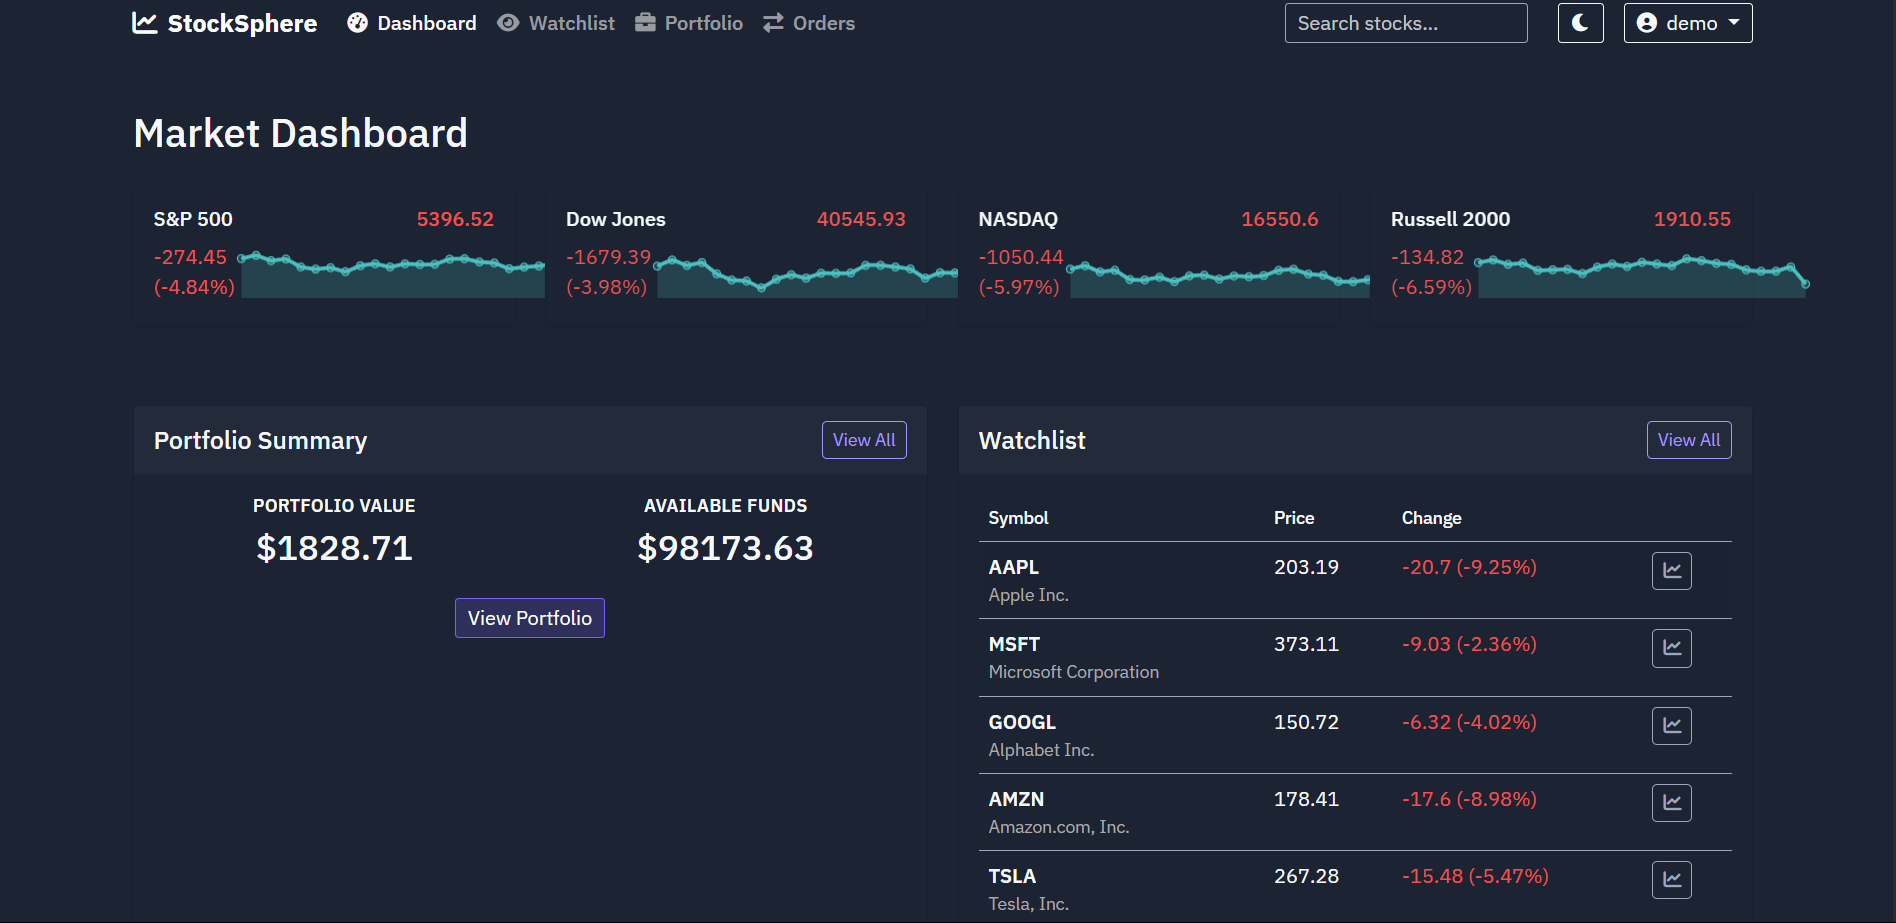 StockSphere Dashboard Watchlist Portfolio Orders Search stocks... demo
Market Dashboard
S&P 500 5396.52
-274.45
(-4.84%)
Dow Jones 40545.93
-1679.39
(-3.98%)
NASDAQ 16550.6
-1050.44
(-5.97%)
Russell 2000 1910.55
-134.82
(-6.59%)
Portfolio Summary View All
PORTFOLIO VALUE AVAILABLE FUNDS
$1828.71 $98173.63
View Portfolio
Watchlist View All
Symbol Price Change
AAPL 203.19 -20.7 (-9.25%)
Apple Inc.
MSFT 373.11 -9.03 (-2.36%)
Microsoft Corporation
GOOGL 150.72 -6.32 (-4.02%)
Alphabet Inc.
AMZN 178.41 -17.6 (-8.98%)
Amazon.com, Inc.
TSLA 267.28 -15.48 (-5.47%)
Tesla, Inc.